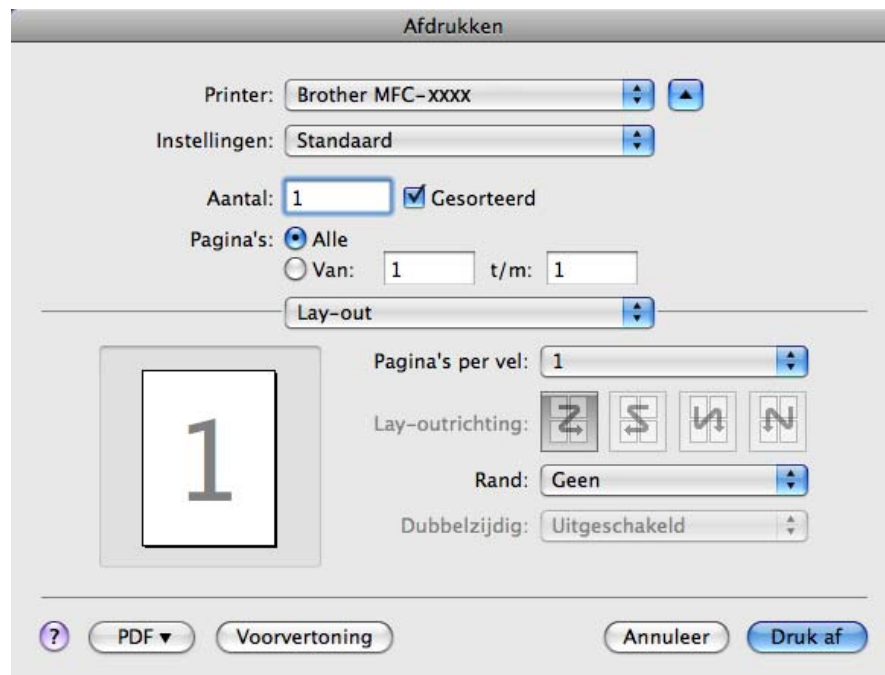 Afdrukken
Printer: Brother MFC-XXXX
Instellingen: Standaard
Aantal: 1 Gesorteerd
Pagina's: Alle
Van: 1 t/m: 1
Lay-out
Pagina's per vel: 1
1
Lay-outrichting:
Rand: Geen
Dubbelzijdig: Uitgeschakeld
? PDF Voorvertoning Annuleer Druk af